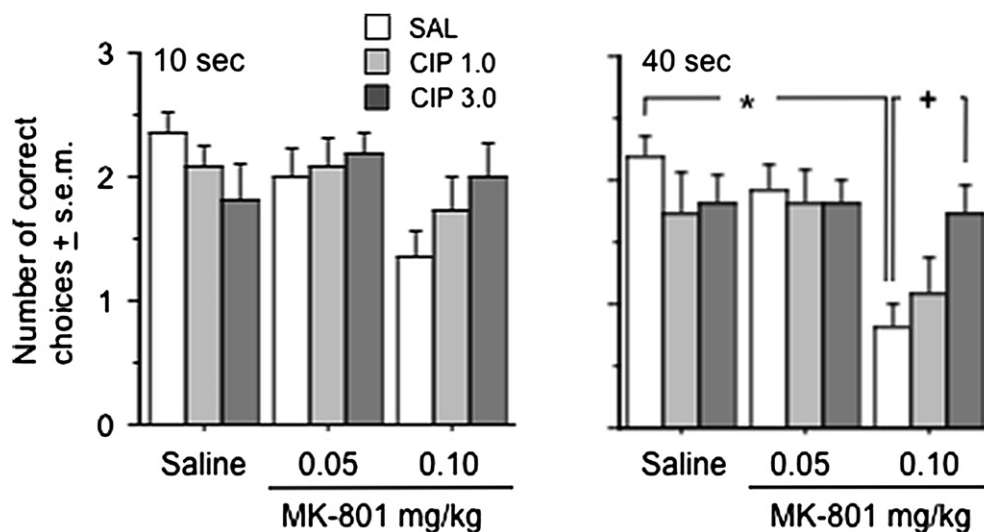 SAL
CIP 1.0
CIP 3.0
10 sec
40 sec
3
2
1
0
Number of correct
choices ± s.e.m.
* +
Saline 0.05 0.10
MK-801 mg/kg
Saline 0.05 0.10
MK-801 mg/kg